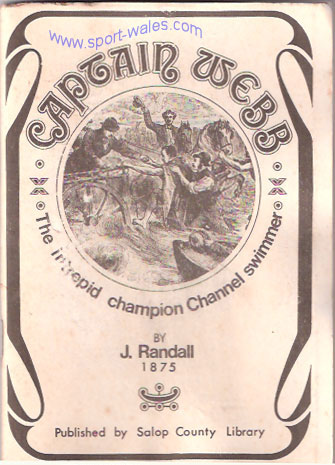 www.sport-wales.com
CAPTAIN WEBB
The intrepid champion Channel swimmer
BY
J. Randall
1875
Published by Salop County Library